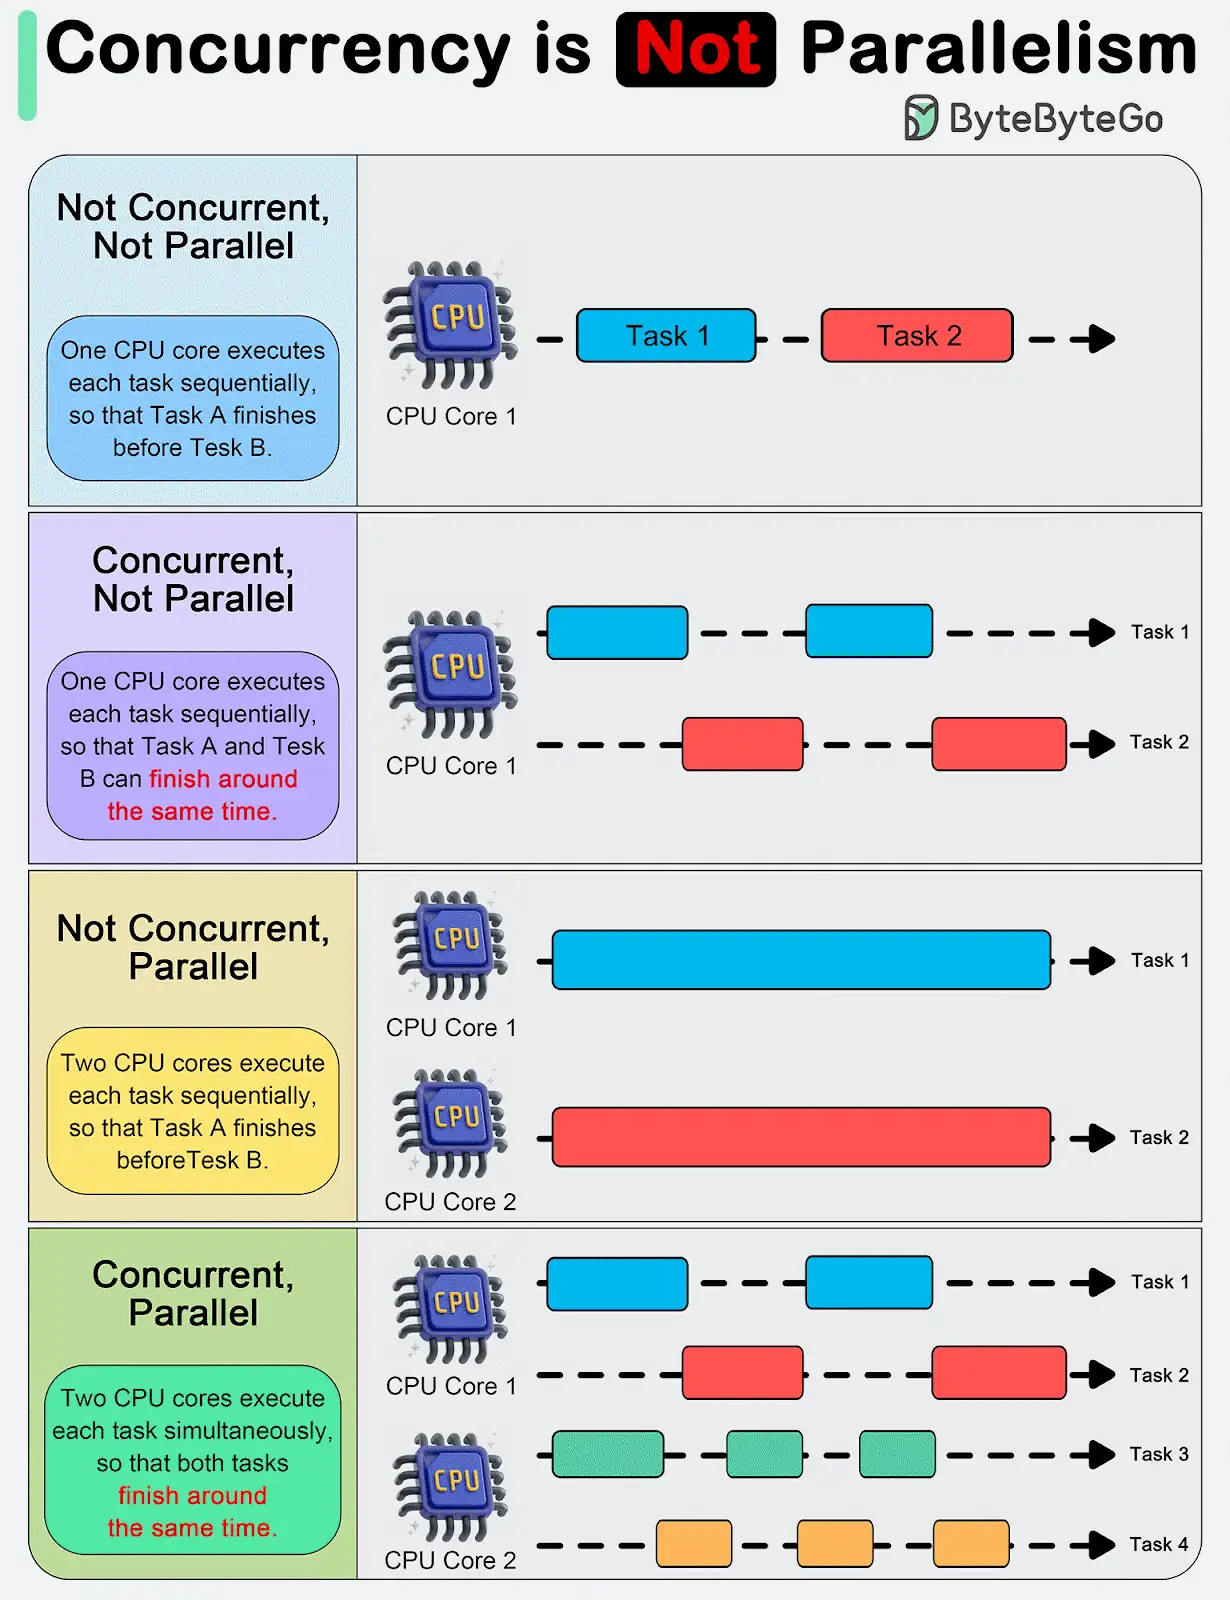 Concurrency is Not Parallelism
ByteByteGo
Not Concurrent,
Not Parallel
One CPU core executes
each task sequentially,
so that Task A finishes
before Tesk B.
CPU
CPU Core 1
Task 1
Task 2
Concurrent,
Not Parallel
One CPU core executes
each task sequentially,
so that Task A and Tesk
B can finish around
the same time.
CPU
CPU Core 1
Task 1
Task 2
Not Concurrent,
Parallel
Two CPU cores execute
each task sequentially,
so that Task A finishes
beforeTesk B.
CPU
CPU Core 1
Task 1
CPU
CPU Core 2
Task 2
Concurrent,
Parallel
Two CPU cores execute
each task simultaneously,
so that both tasks
finish around
the same time.
CPU
CPU Core 1
Task 1
Task 2
CPU
CPU Core 2
Task 3
Task 4